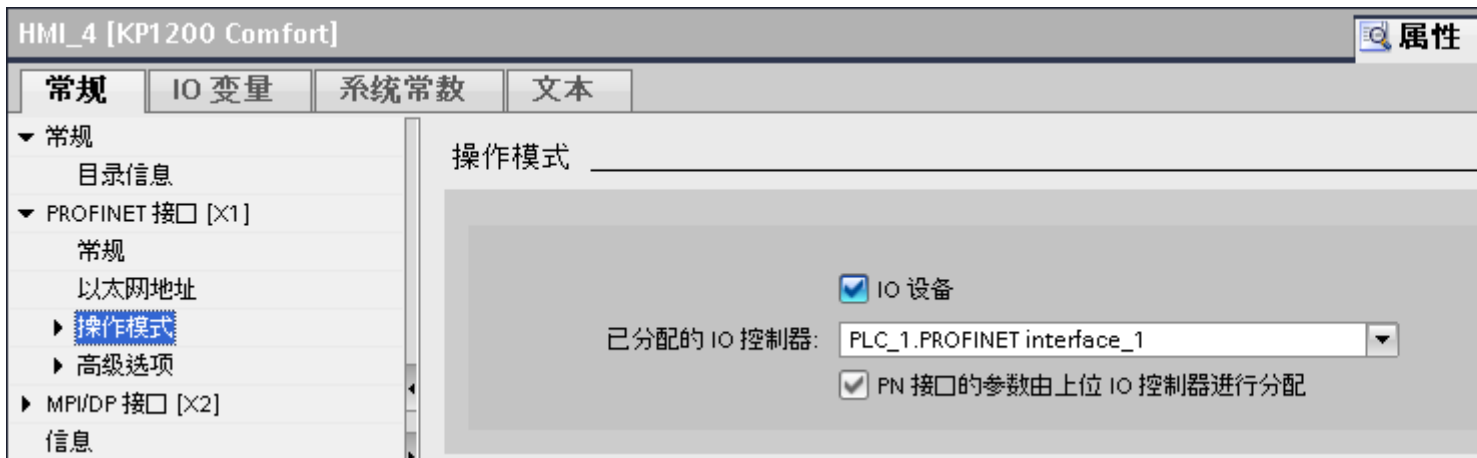 HMI_4 [KP1200 Comfort]
属性
常规 IO 变量 系统常数 文本
常规
目录信息
PROFINET 接口 [X1]
常规
以太网地址
操作模式
高级选项
MPI/DP 接口 [X2]
信息
操作模式
IO 设备
已分配的 IO 控制器: PLC_1.PROFINET interface_1
PN 接口的参数由上位 IO 控制器进行分配